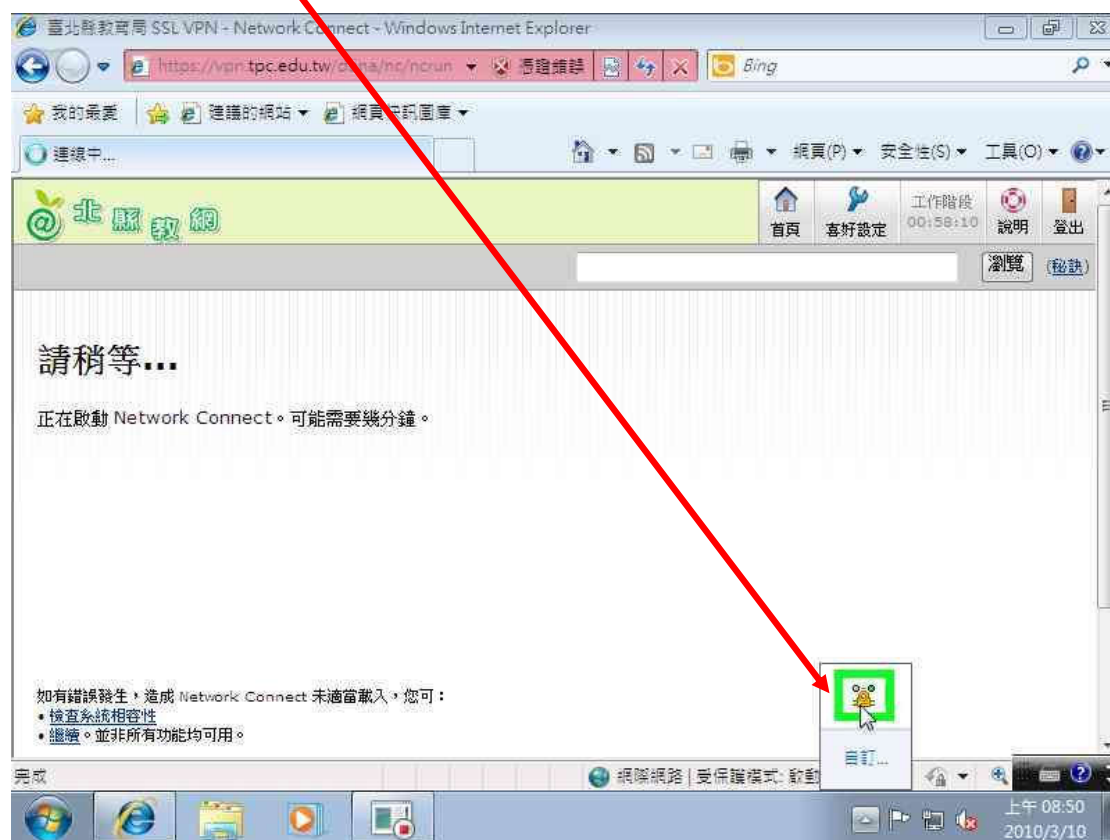 臺北縣教育局 SSL VPN - Network Connect - Windows Internet Explorer
https://vpn.tpc.edu.tw/dana/nc/ncrun 憑證錯誤 Bing
我的最愛 建議的網站 網頁快訊圖庫
連線中... 網頁(P) 安全性(S) 工具(O)
@ 北縣教網 首頁 喜好設定 工作階段 00:58:10 說明 登出
瀏覽 (秘訣)
請稍等...
正在啟動 Network Connect。可能需要幾分鐘。
如有錯誤發生，造成 Network Connect 未適當載入，您可：
• 檢查系統相容性
• 繼續。並非所有功能均可用。
自訂...
完成 網際網路 | 受保護模式: 啟動
上午 08:50
2010/3/10